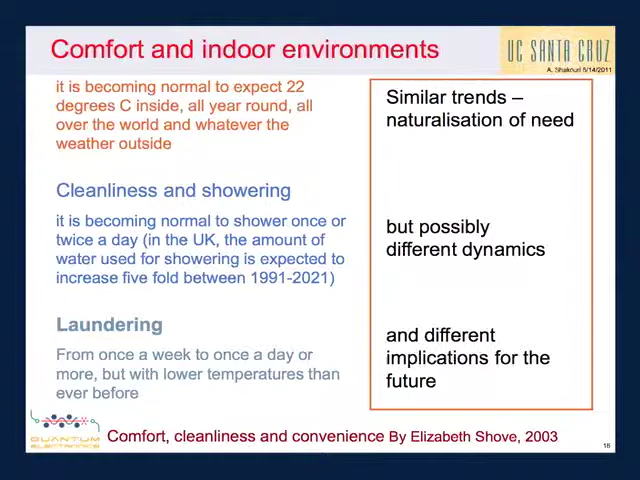 Comfort and indoor environments
UC SANTA CRUZ
A. Shakouri 5/14/2011
it is becoming normal to expect 22
degrees C inside, all year round, all
over the world and whatever the
weather outside
Cleanliness and showering
it is becoming normal to shower once or
twice a day (in the UK, the amount of
water used for showering is expected to
increase five fold between 1991-2021)
Laundering
From once a week to once a day or
more, but with lower temperatures than
ever before
Similar trends –
naturalisation of need
but possibly
different dynamics
and different
implications for the
future
QUANTUM
ELECTRONICS
Comfort, cleanliness and convenience By Elizabeth Shove, 2003
18